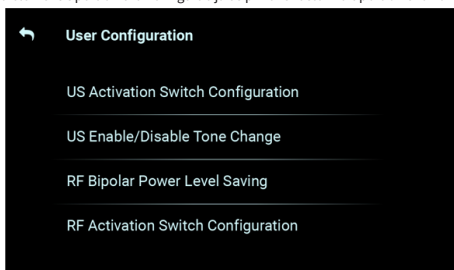 User Configuration
US Activation Switch Configuration
US Enable/Disable Tone Change
RF Bipolar Power Level Saving
RF Activation Switch Configuration